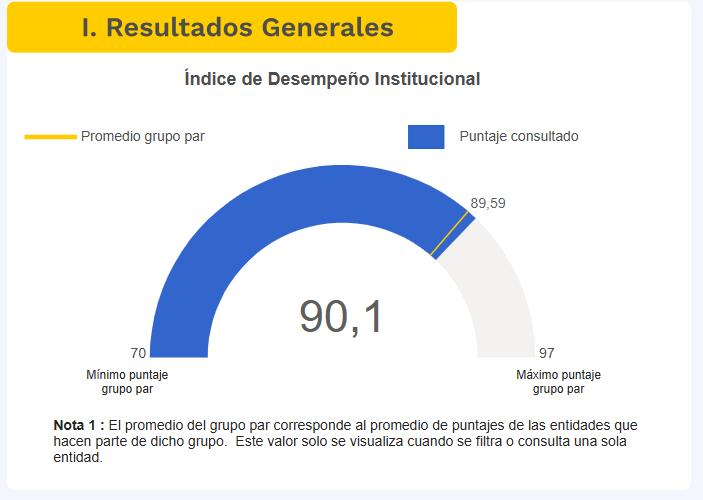 I. Resultados Generales
Índice de Desempeño Institucional
Promedio grupo par
Puntaje consultado
89,59
90,1
70
97
Mínimo puntaje
grupo par
Máximo puntaje
grupo par
Nota 1 : El promedio del grupo par corresponde al promedio de puntajes de las entidades que
hacen parte de dicho grupo.  Este valor solo se visualiza cuando se filtra o consulta una sola
entidad.